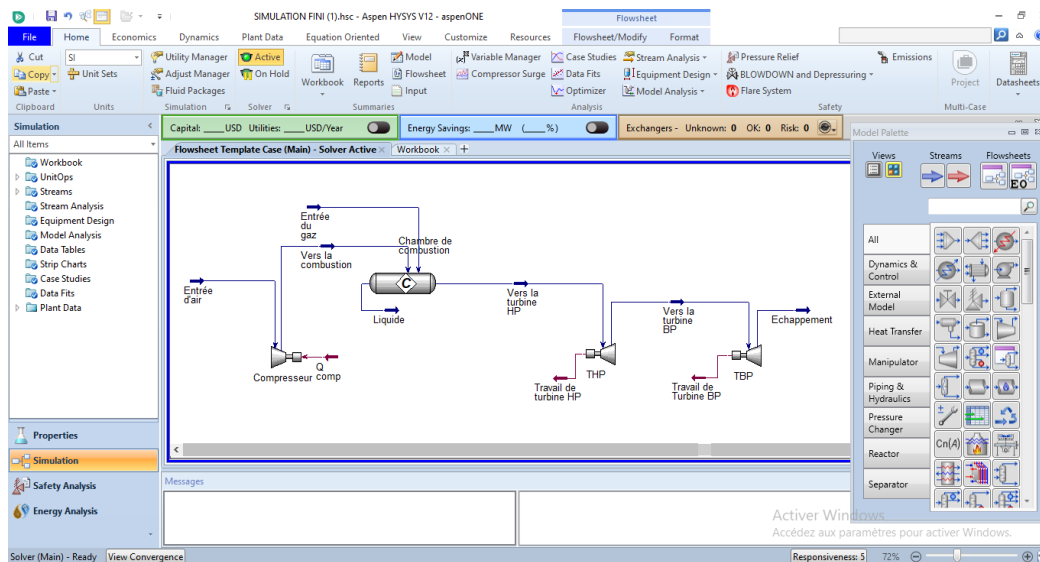 SIMULATION FINI (1).hsc - Aspen HYSYS V12 - aspenONE
Flowsheet
File Home Economics Dynamics Plant Data Equation Oriented View Customize Resources Flowsheet/Modify Format
Cut SI Utility Manager Active Model Variable Manager Case Studies Stream Analysis Pressure Relief Emissions
Copy Unit Sets Adjust Manager On Hold Workbook Reports Flowsheet Compressor Surge Data Fits Equipment Design BLOWDOWN and Depressuring Project Datasheets
Paste Fluid Packages Input Optimizer Model Analysis Flare System
Clipboard Units Simulation Solver Summaries Analysis Safety Multi-Case
Simulation
All Items
Workbook
UnitOps
Streams
Stream Analysis
Equipment Design
Model Analysis
Data Tables
Strip Charts
Case Studies
Data Fits
Plant Data
Properties
Simulation
Safety Analysis
Energy Analysis
Capital: ____USD Utilities: ____USD/Year
Energy Savings: ____MW (____%)
Exchangers - Unknown: 0 OK: 0 Risk: 0
Flowsheet Template Case (Main) - Solver Active Workbook +
Entrée
du
gaz
Vers la
combustion
Chambre de
combustion
C
Entrée
d'air
Liquide
Vers la
turbine
HP
Vers la
turbine
BP
Echappement
Compresseur
Q
comp
THP
TBP
Travail de
turbine HP
Travail de
Turbine BP
Model Palette
Views Streams Flowsheets
EO
All
Dynamics &
Control
External
Model
Heat Transfer
Manipulator
Piping &
Hydraulics
Pressure
Changer
Reactor
Separator
Cn(A)
Messages
Activer Windows
Accédez aux paramètres pour activer Windows.
Solver (Main) - Ready View Convergence Responsiveness: 5 72%